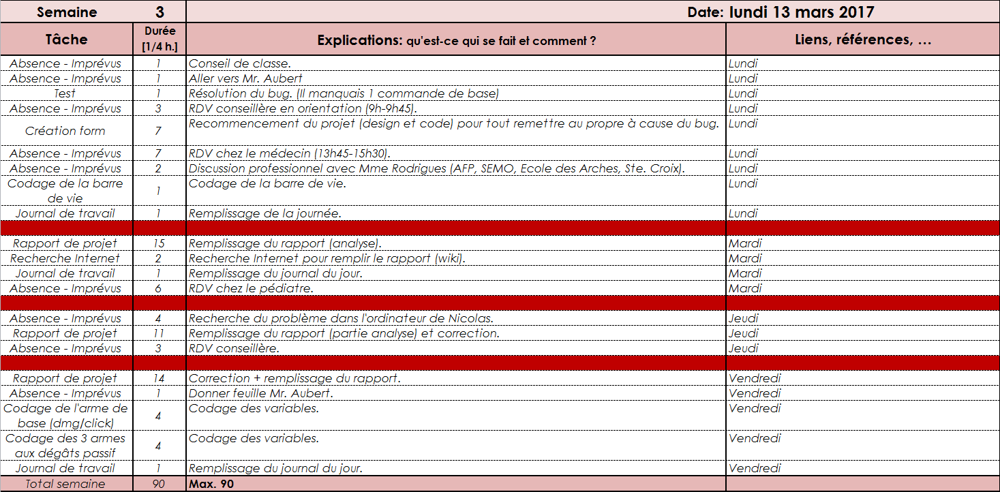 Semaine 3 Date: lundi 13 mars 2017
Tâche Durée [1/4 h.] Explications: qu'est-ce qui se fait et comment ? Liens, références, …
Absence - Imprévus 1 Conseil de classe. Lundi
Absence - Imprévus 1 Aller vers Mr. Aubert Lundi
Test 1 Résolution du bug. (Il manquais 1 commande de base) Lundi
Absence - Imprévus 3 RDV conseillère en orientation (9h-9h45). Lundi
Création form 7 Recommencement du projet (design et code) pour tout remettre au propre à cause du bug. Lundi
Absence - Imprévus 7 RDV chez le médecin (13h45-15h30). Lundi
Absence - Imprévus 2 Discussion professionnel avec Mme Rodrigues (AFP, SEMO, Ecole des Arches, Ste. Croix). Lundi
Codage de la barre de vie 1 Codage de la barre de vie. Lundi
Journal de travail 1 Remplissage de la journée. Lundi
Rapport de projet 15 Remplissage du rapport (analyse). Mardi
Recherche Internet 2 Recherche Internet pour remplir le rapport (wiki). Mardi
Journal de travail 1 Remplissage du journal du jour. Mardi
Absence - Imprévus 6 RDV chez le pédiatre. Mardi
Absence - Imprévus 4 Recherche du problème dans l'ordinateur de Nicolas. Jeudi
Rapport de projet 11 Remplissage du rapport (partie analyse) et correction. Jeudi
Absence - Imprévus 3 RDV conseillère. Jeudi
Rapport de projet 14 Correction + remplissage du rapport. Vendredi
Absence - Imprévus 1 Donner feuille Mr. Aubert. Vendredi
Codage de l'arme de base (dmg/click) 4 Codage des variables. Vendredi
Codage des 3 armes aux dégâts passif 4 Codage des variables. Vendredi
Journal de travail 1 Remplissage du journal du jour. Vendredi
Total semaine 90 Max. 90